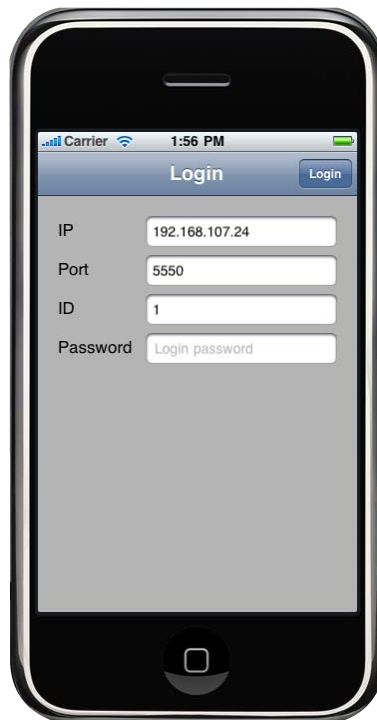 Carrier 1:56 PM
Login Login
IP 192.168.107.24
Port 5550
ID 1
Password Login password